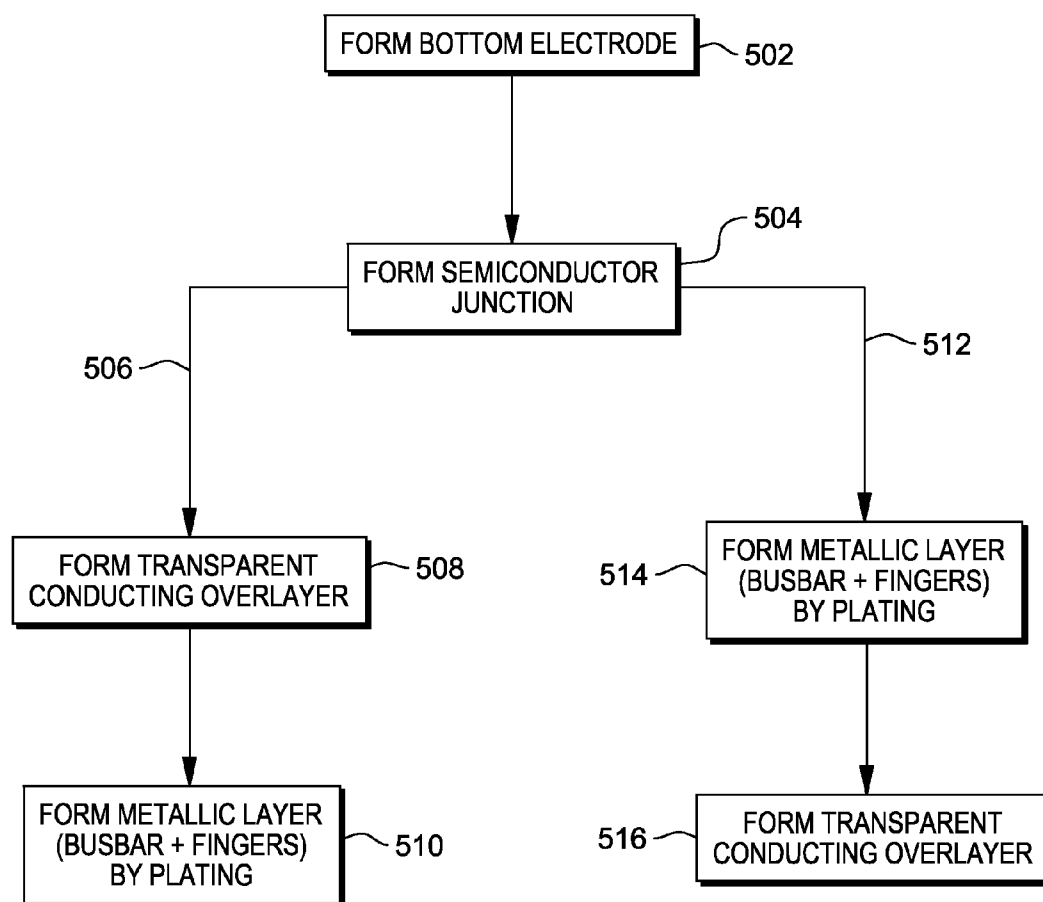 FORM BOTTOM ELECTRODE
502
504
FORM SEMICONDUCTOR
JUNCTION
506
512
FORM TRANSPARENT
CONDUCTING OVERLAYER
508
514
FORM METALLIC LAYER
(BUSBAR + FINGERS)
BY PLATING
FORM METALLIC LAYER
(BUSBAR + FINGERS)
BY PLATING
510
516
FORM TRANSPARENT
CONDUCTING OVERLAYER